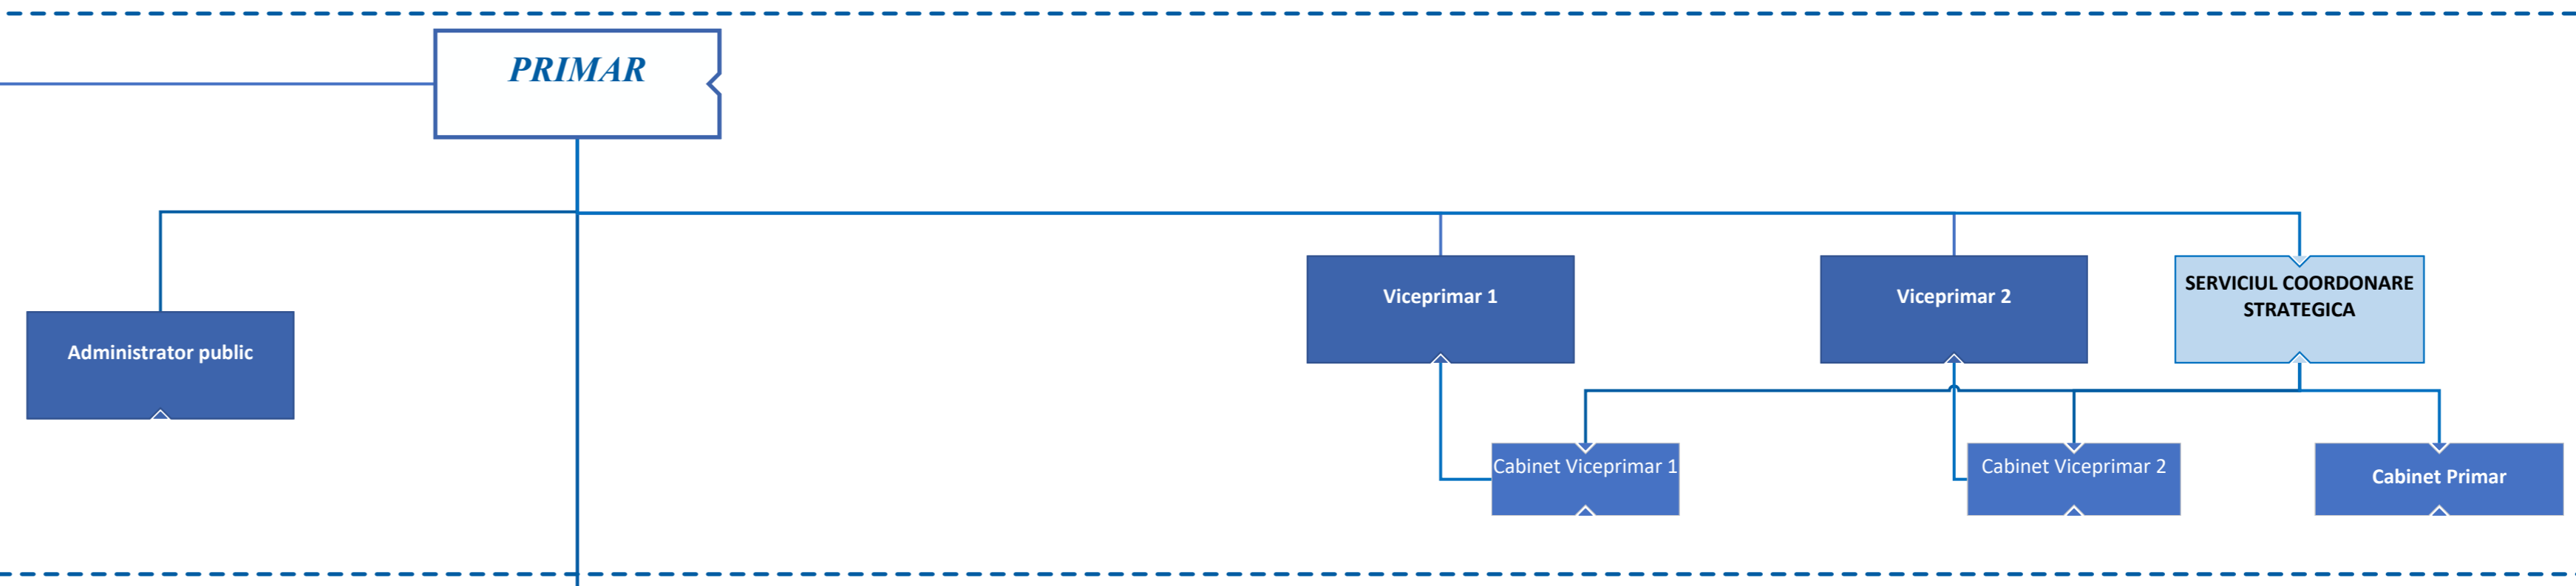 PRIMAR
Viceprimar 1
Viceprimar 2
SERVICIUL COORDONARE
STRATEGICA
Administrator public
Cabinet Viceprimar 1
Cabinet Viceprimar 2
Cabinet Primar